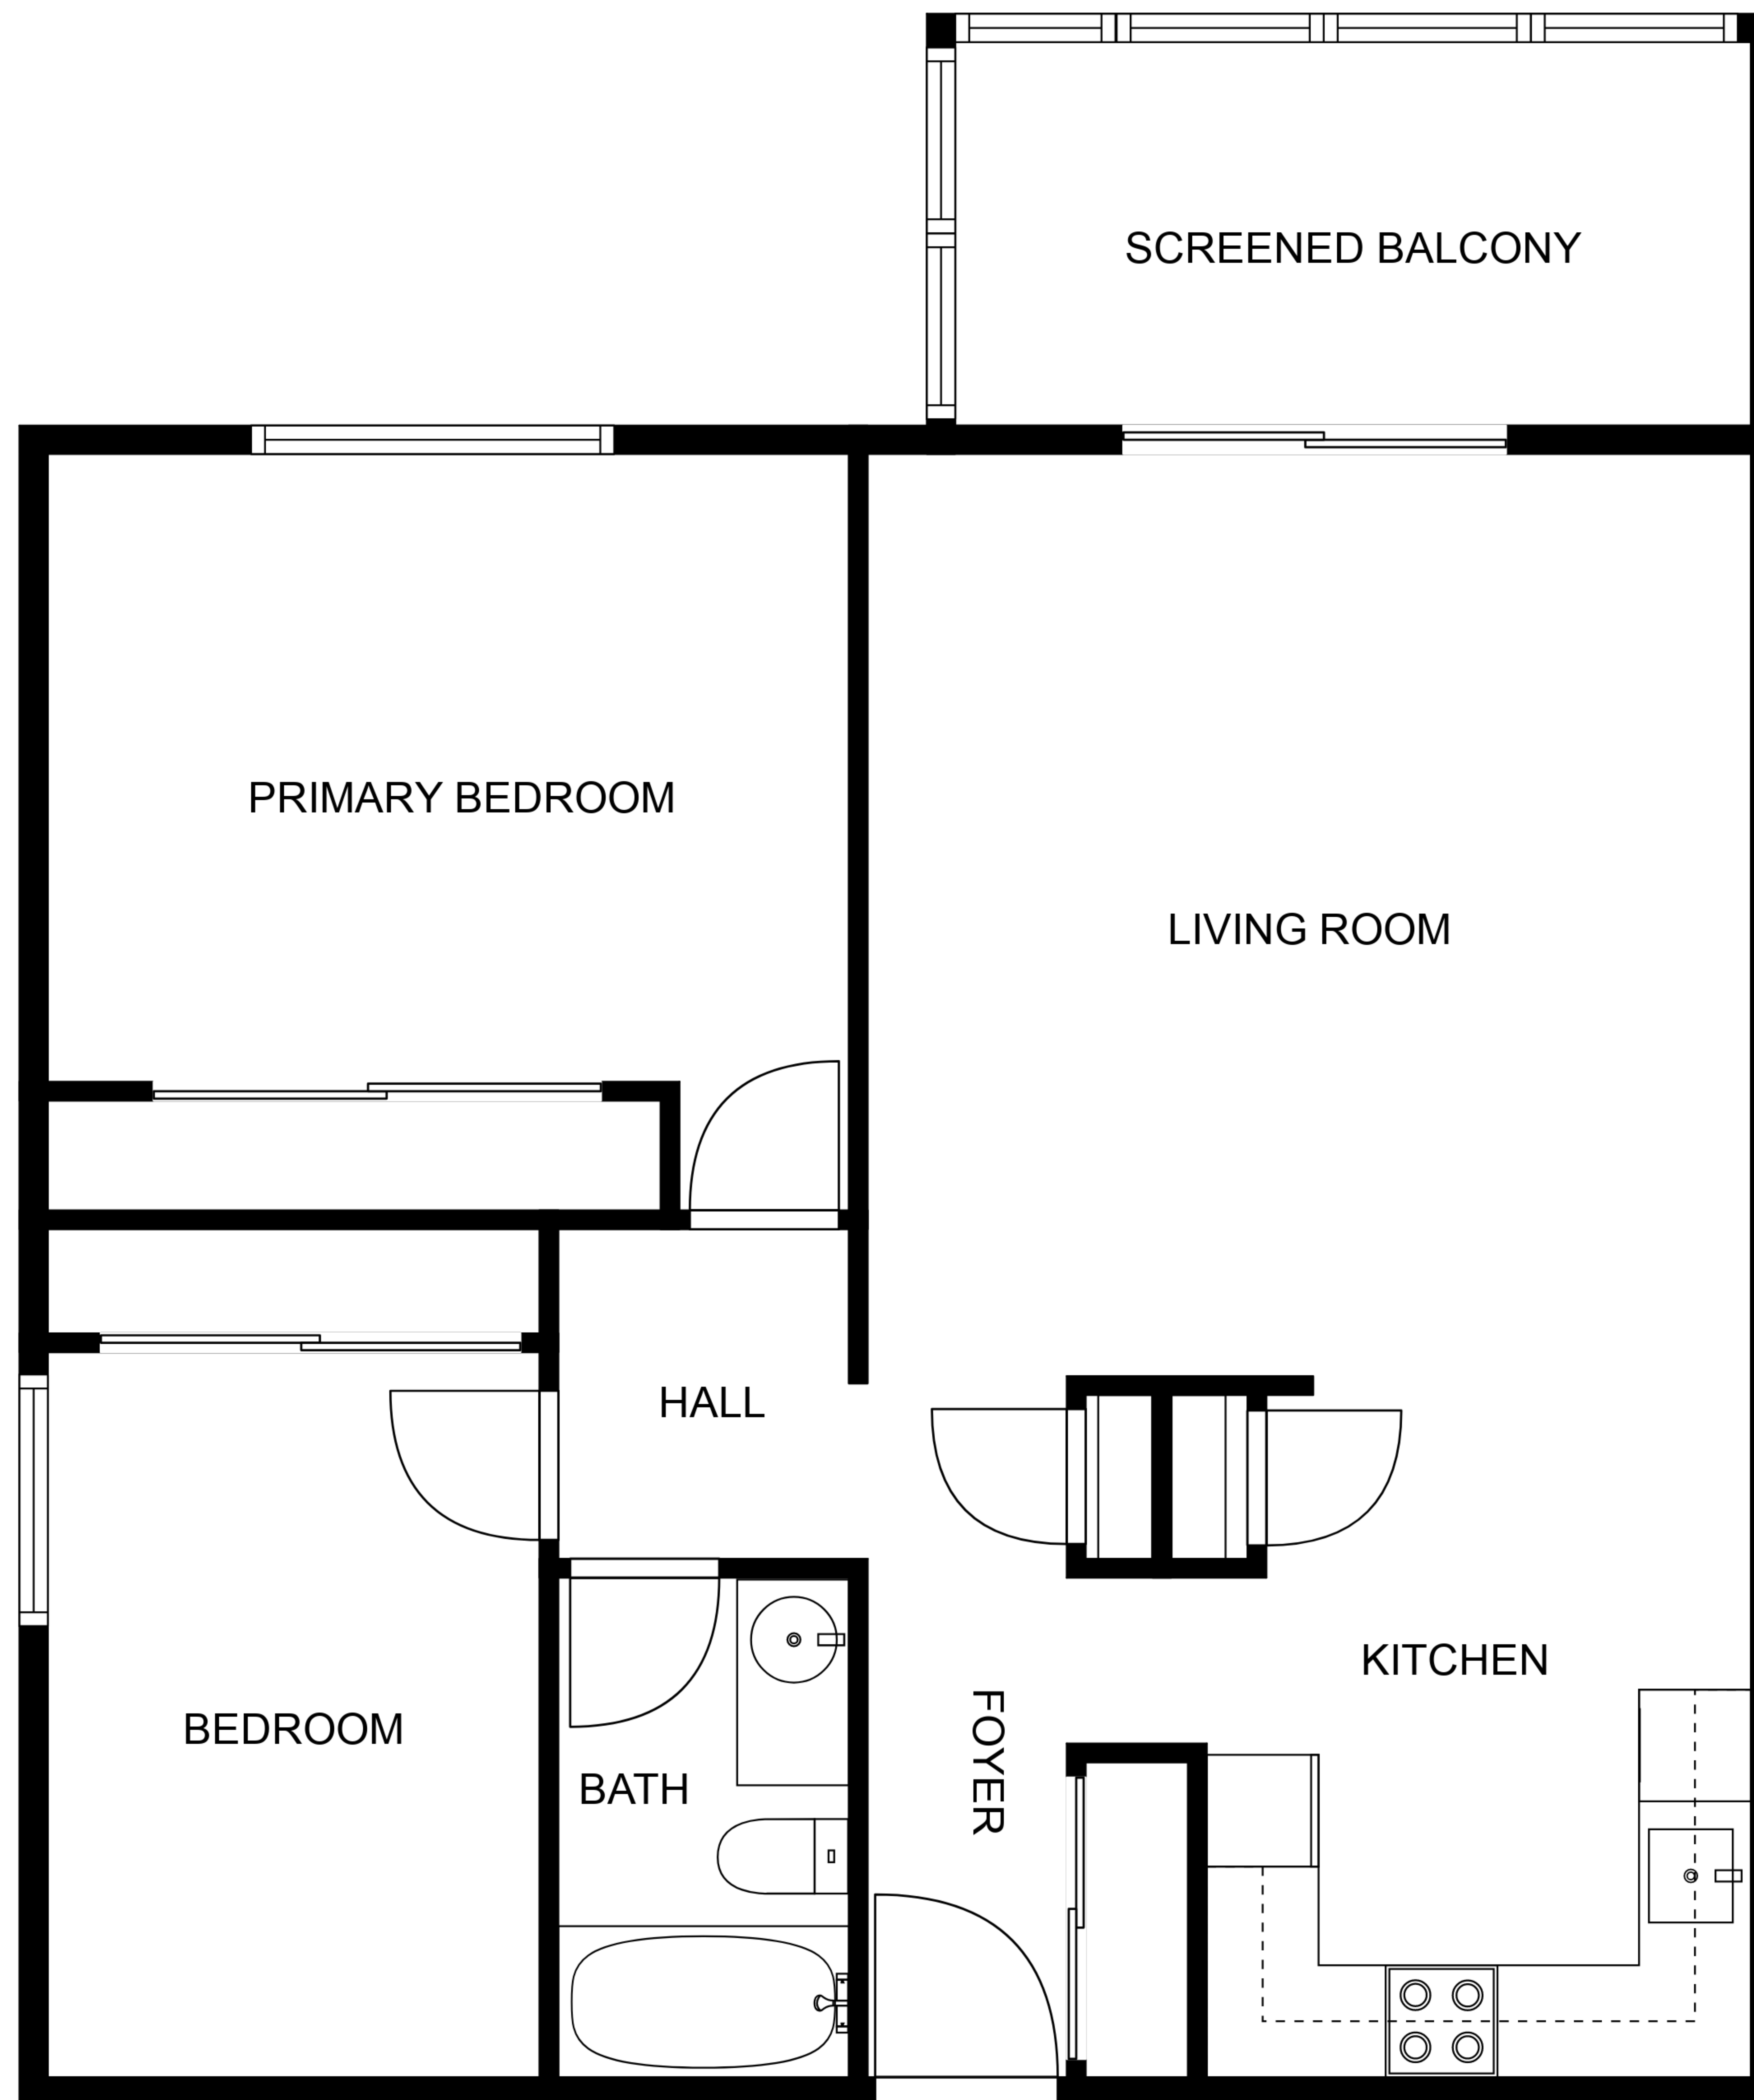 SCREENED BALCONY
PRIMARY BEDROOM
LIVING ROOM
HALL
KITCHEN
FOYER
BEDROOM
BATH